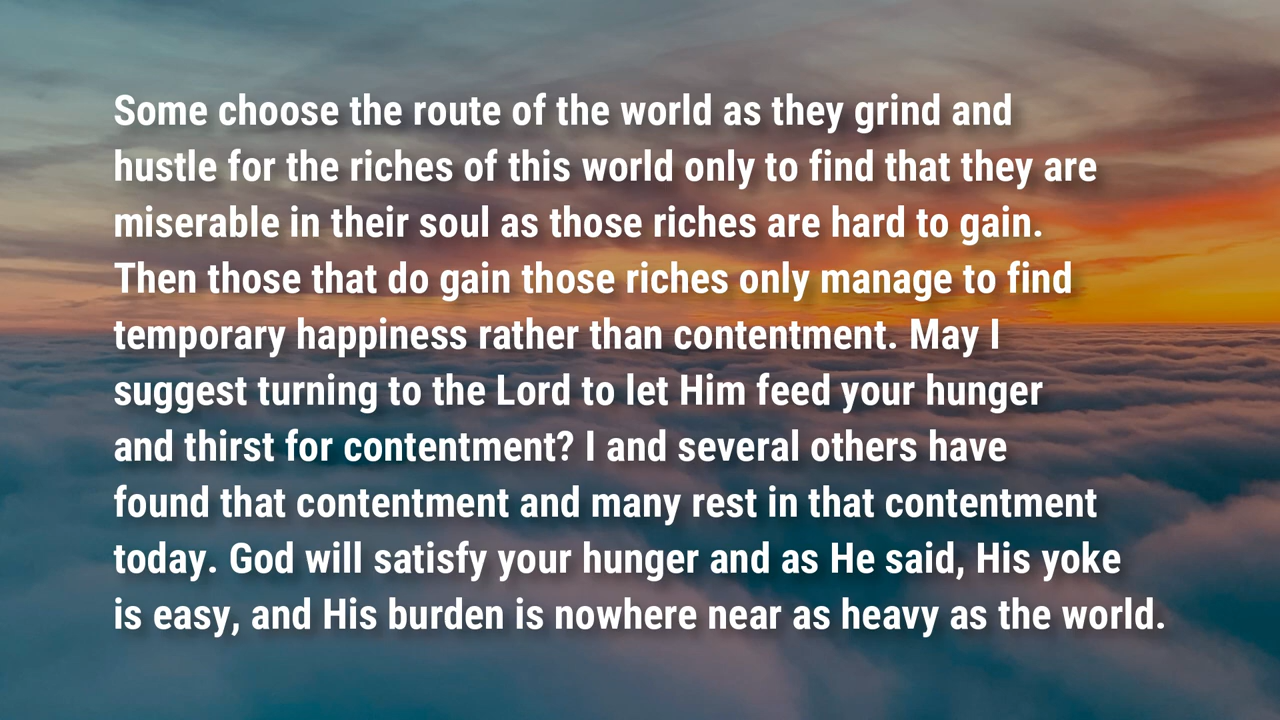 Some choose the route of the world as they grind and
hustle for the riches of this world only to find that they are
miserable in their soul as those riches are hard to gain.
Then those that do gain those riches only manage to find
temporary happiness rather than contentment. May I
suggest turning to the Lord to let Him feed your hunger
and thirst for contentment? I and several others have
found that contentment and many rest in that contentment
today. God will satisfy your hunger and as He said, His yoke
is easy, and His burden is nowhere near as heavy as the world.